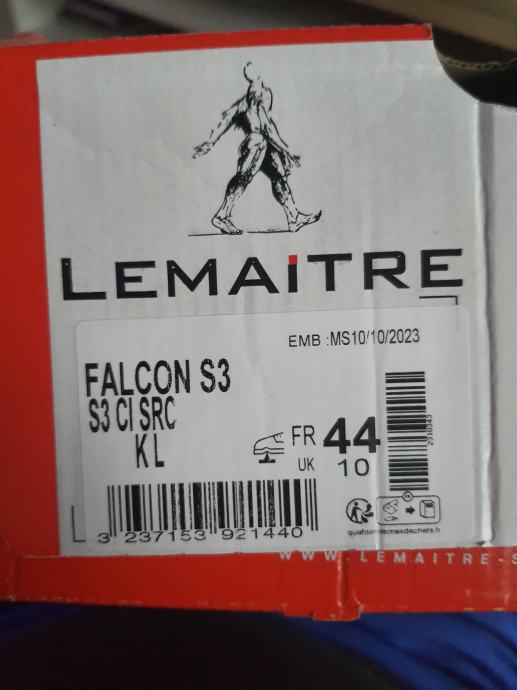 LEMAITRE
EMB :MS10/10/2023
FALCON S3
S3 CI SRC
KL
FR 44
UK 10
3 237153 921440
quefairedemesdechets.fr
WWW.LEMAITRE-S